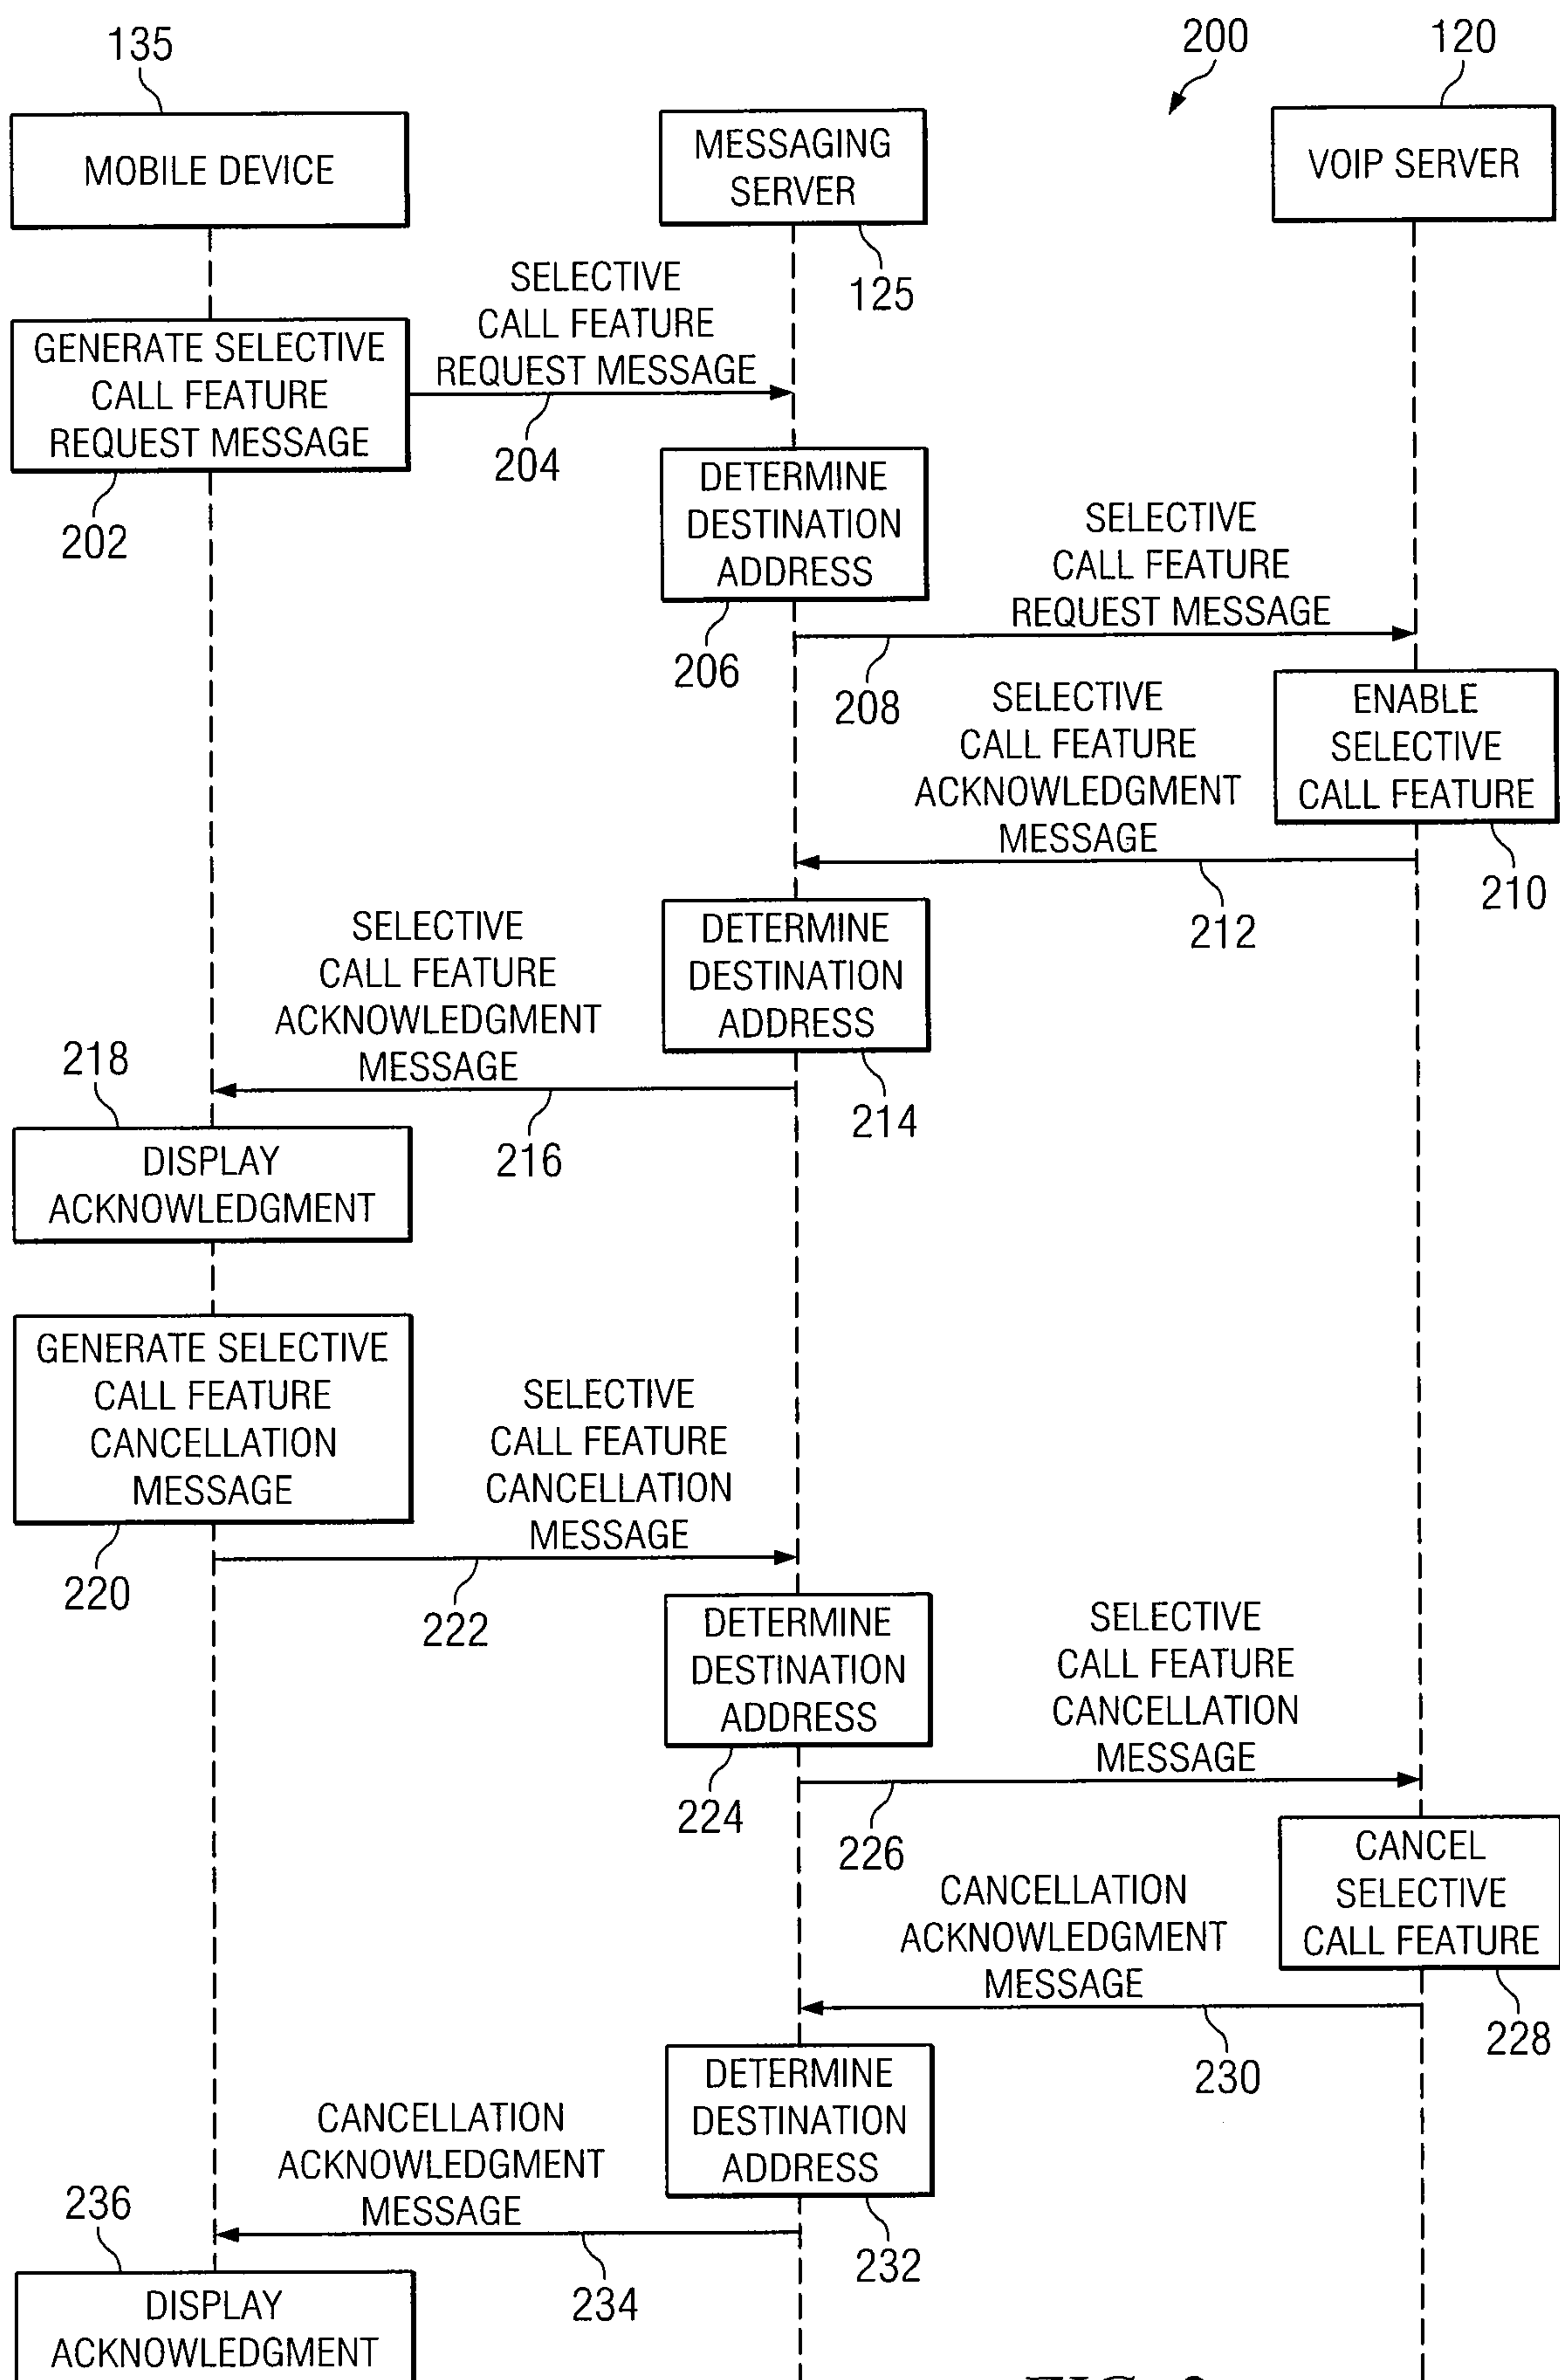 135
200
120
MOBILE DEVICE
MESSAGING
SERVER
VOIP SERVER
125
SELECTIVE
CALL FEATURE
REQUEST MESSAGE
GENERATE SELECTIVE
CALL FEATURE
REQUEST MESSAGE
204
202
DETERMINE
DESTINATION
ADDRESS
206
SELECTIVE
CALL FEATURE
REQUEST MESSAGE
208
ENABLE
SELECTIVE
CALL FEATURE
210
SELECTIVE
CALL FEATURE
ACKNOWLEDGMENT
MESSAGE
212
DETERMINE
DESTINATION
ADDRESS
214
SELECTIVE
CALL FEATURE
ACKNOWLEDGMENT
MESSAGE
216
218
DISPLAY
ACKNOWLEDGMENT
GENERATE SELECTIVE
CALL FEATURE
CANCELLATION
MESSAGE
220
SELECTIVE
CALL FEATURE
CANCELLATION
MESSAGE
222
DETERMINE
DESTINATION
ADDRESS
224
SELECTIVE
CALL FEATURE
CANCELLATION
MESSAGE
226
CANCEL
SELECTIVE
CALL FEATURE
228
CANCELLATION
ACKNOWLEDGMENT
MESSAGE
230
DETERMINE
DESTINATION
ADDRESS
232
CANCELLATION
ACKNOWLEDGMENT
MESSAGE
234
236
DISPLAY
ACKNOWLEDGMENT